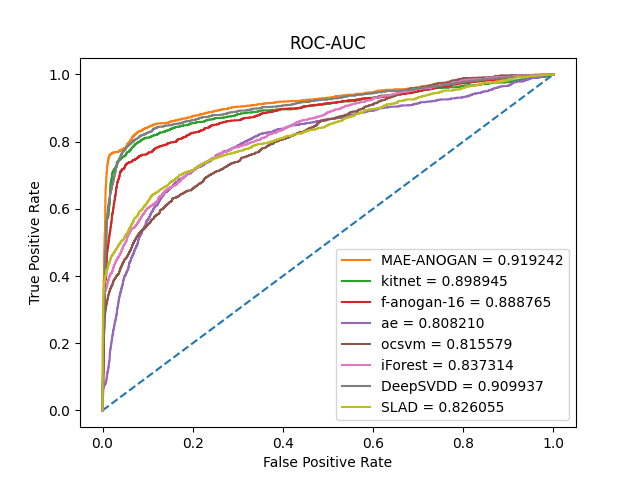 ROC-AUC
1.0
0.8
0.6
0.4
0.2
0.0
True Positive Rate
MAE-ANOGAN = 0.919242
kitnet = 0.898945
f-anogan-16 = 0.888765
ae = 0.808210
ocsvm = 0.815579
iForest = 0.837314
DeepSVDD = 0.909937
SLAD = 0.826055
0.0 0.2 0.4 0.6 0.8 1.0
False Positive Rate